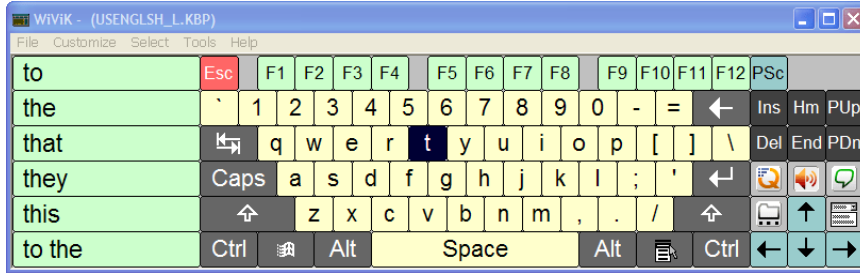 WiViK - (USENGLSH_L.KBP)
File Customize Select Tools Help
to Esc F1 F2 F3 F4 F5 F6 F7 F8 F9 F10 F11 F12 PSc
the ` 1 2 3 4 5 6 7 8 9 0 - = Ins Hm PUp
that q w e r t y u i o p [ ] \ Del End PDn
they Caps a s d f g h j k l ; '
this z x c v b n m , . /
to the Ctrl Alt Space Alt Ctrl